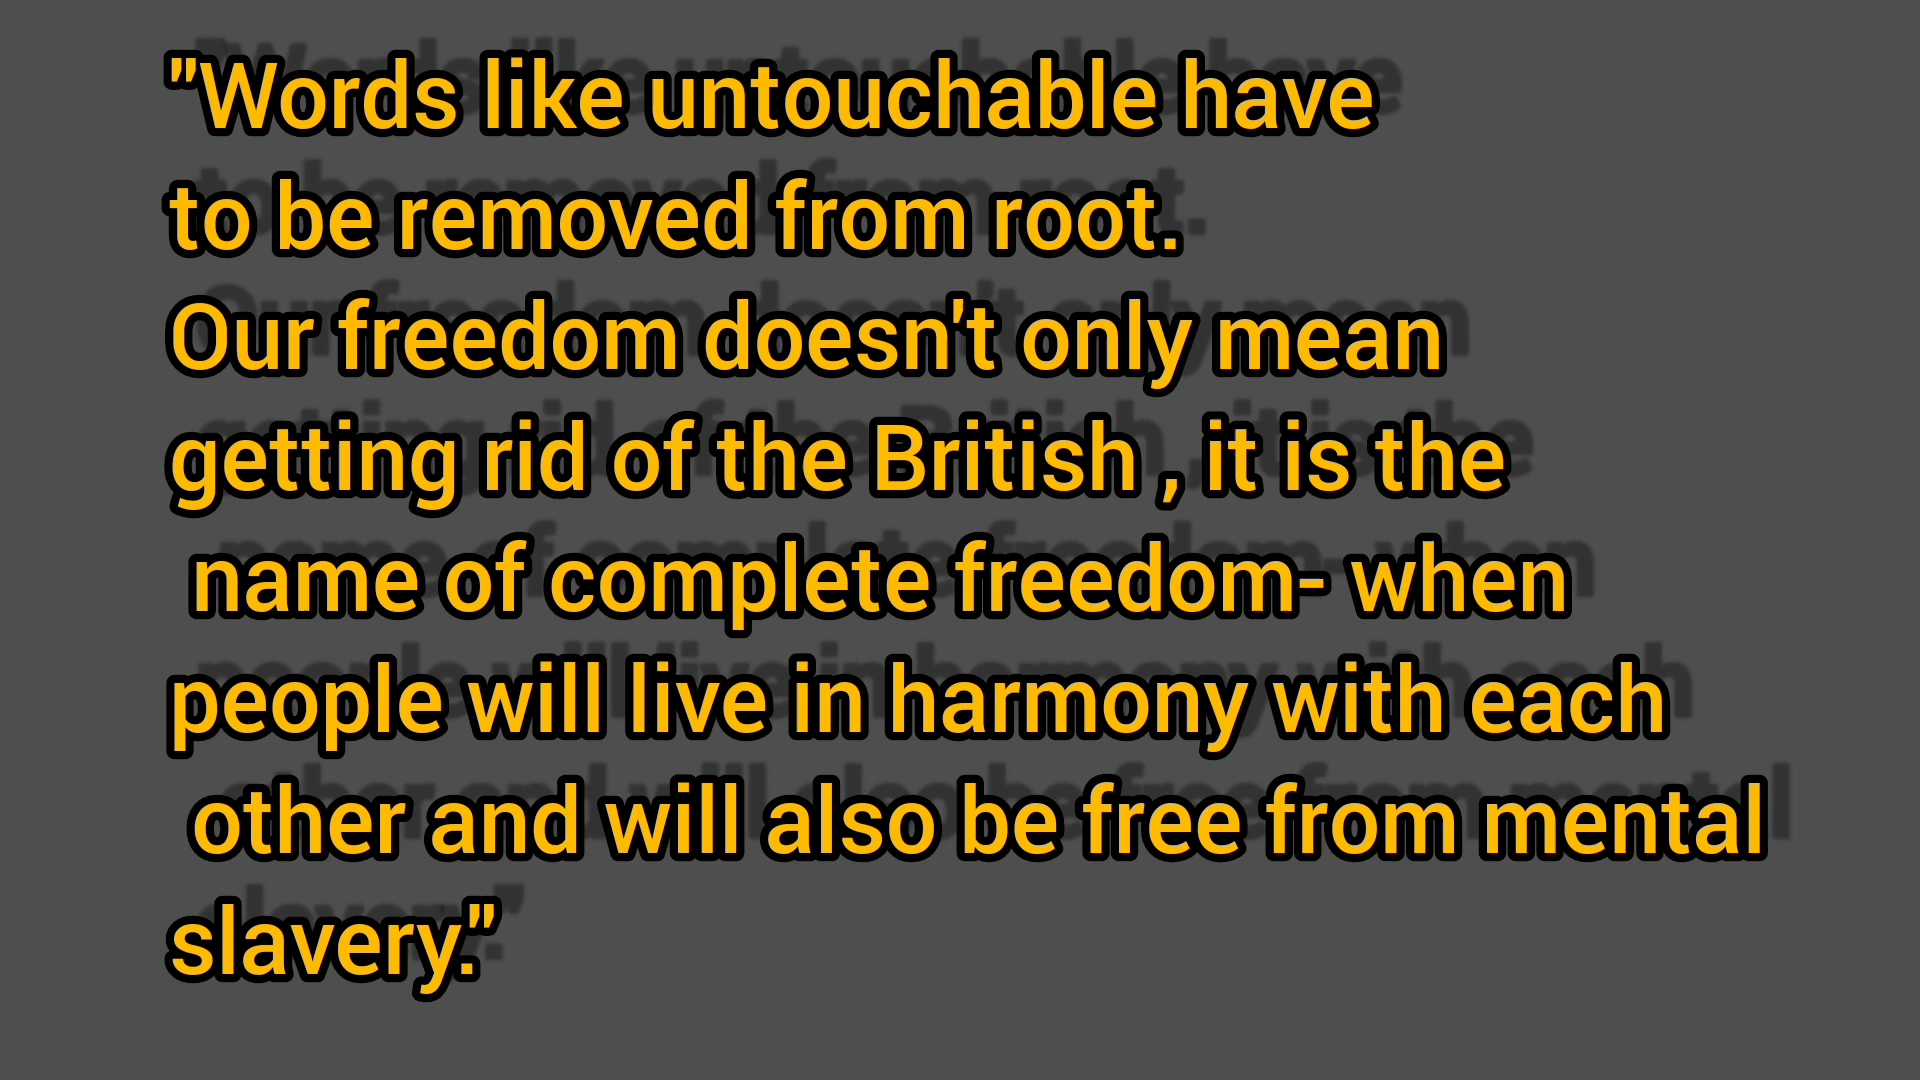 "Words like untouchable have
to be removed from root.
Our freedom doesn't only mean
getting rid of the British , it is the
name of complete freedom- when
people will live in harmony with each
other and will also be free from mental
slavery."